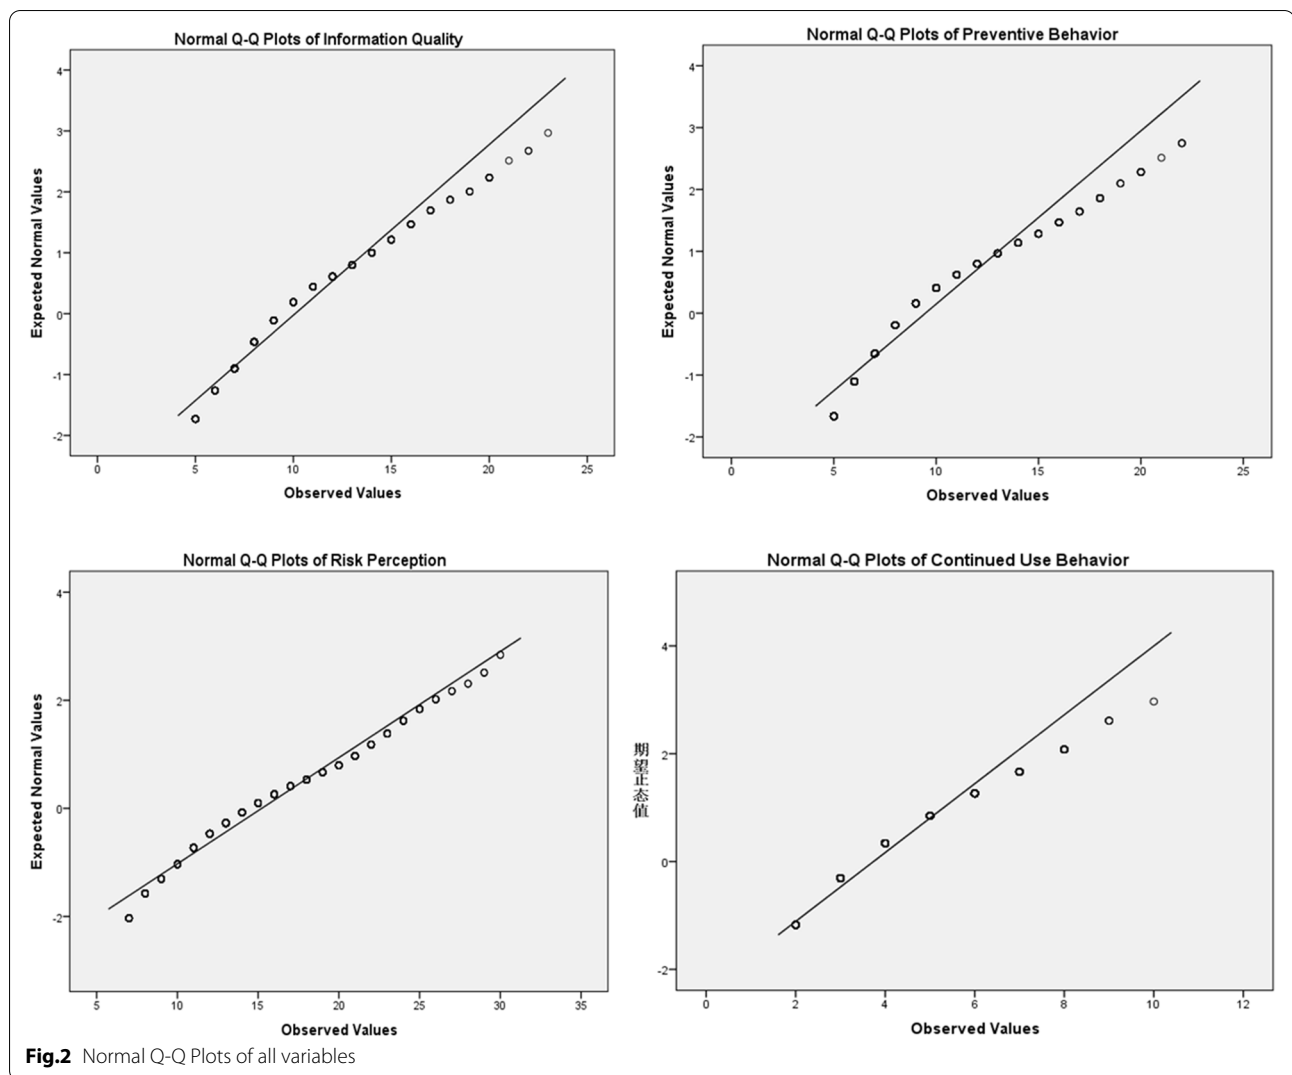 Normal Q-Q Plots of Information Quality
Expected Normal Values
4
3
2
1
0
-1
-2
0 5 10 15 20 25
Observed Values
Normal Q-Q Plots of Preventive Behavior
Expected Normal Values
4
3
2
1
0
-1
-2
0 5 10 15 20 25
Observed Values
Normal Q-Q Plots of Risk Perception
Expected Normal Values
4
2
0
-2
5 10 15 20 25 30 35
Observed Values
Normal Q-Q Plots of Continued Use Behavior
期望正态值
4
2
0
-2
0 2 4 6 8 10 12
Observed Values
Fig.2 Normal Q-Q Plots of all variables